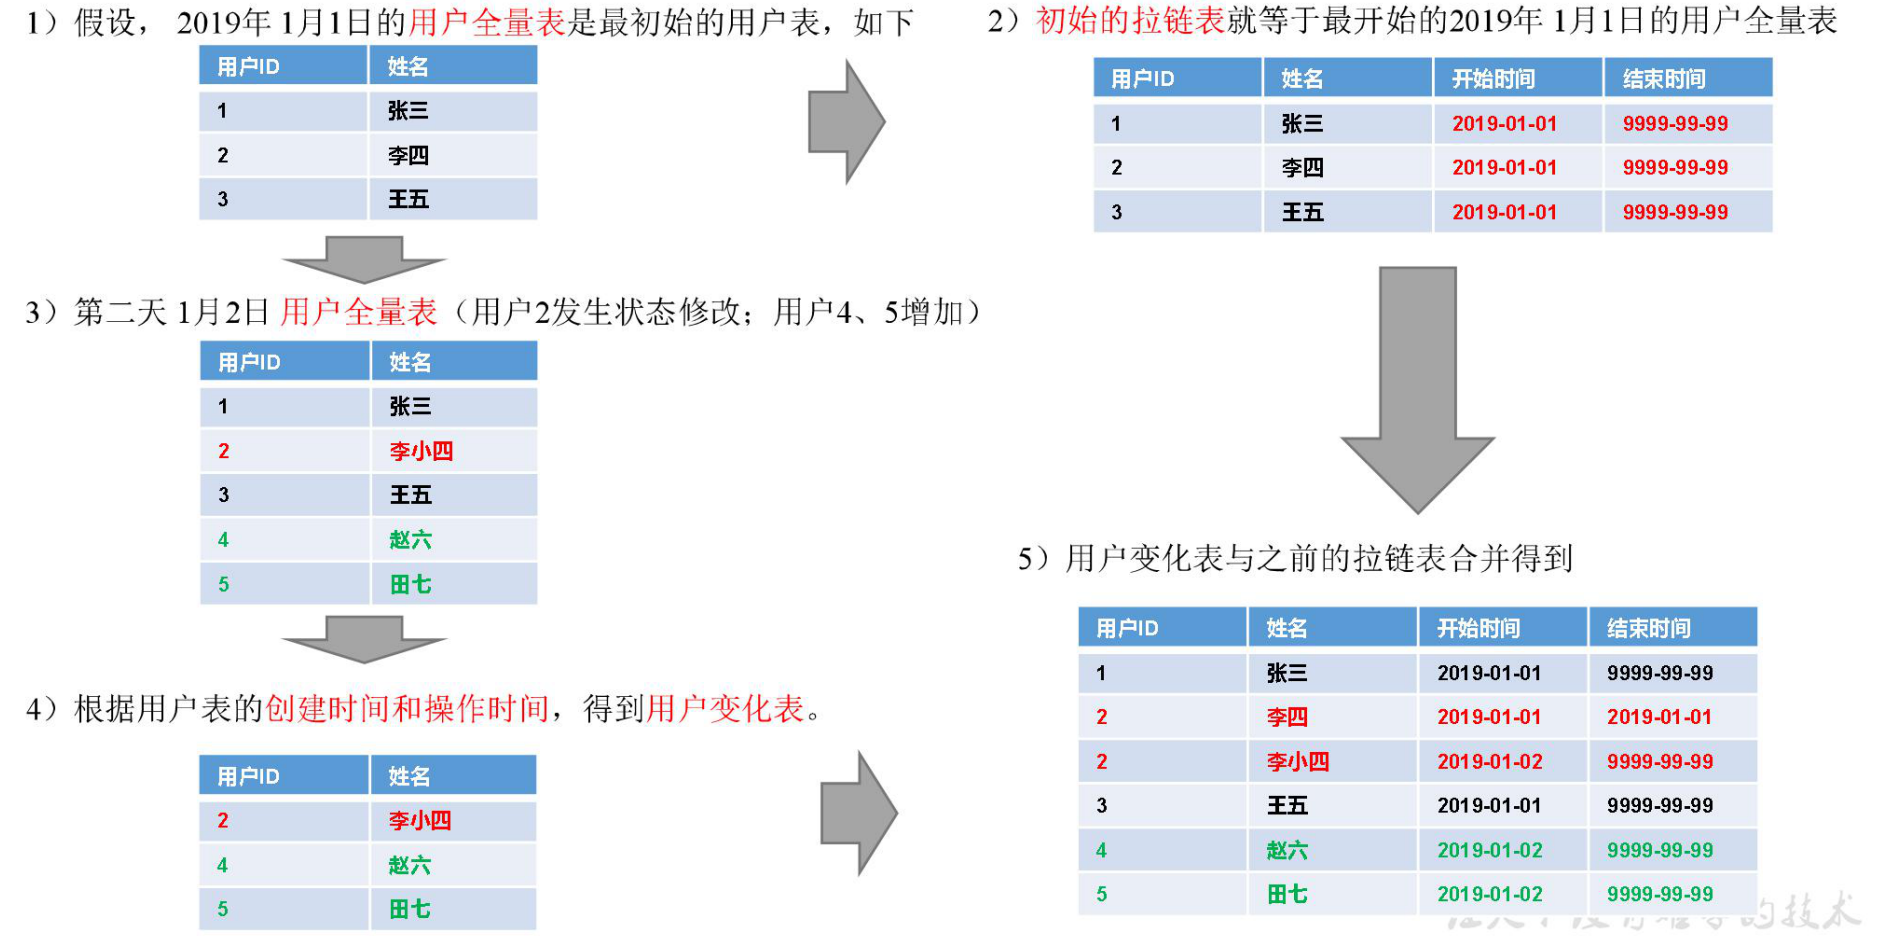 1）假设， 2019年 1月1日的用户全量表是最初始的用户表，如下
用户ID 姓名
1 张三
2 李四
3 王五
2）初始的拉链表就等于最开始的2019年 1月1日的用户全量表
用户ID 姓名 开始时间 结束时间
1 张三 2019-01-01 9999-99-99
2 李四 2019-01-01 9999-99-99
3 王五 2019-01-01 9999-99-99
3）第二天 1月2日 用户全量表（用户2发生状态修改；用户4、5增加）
用户ID 姓名
1 张三
2 李小四
3 王五
4 赵六
5 田七
4）根据用户表的创建时间和操作时间，得到用户变化表。
用户ID 姓名
2 李小四
4 赵六
5 田七
5）用户变化表与之前的拉链表合并得到
用户ID 姓名 开始时间 结束时间
1 张三 2019-01-01 9999-99-99
2 李四 2019-01-01 2019-01-01
2 李小四 2019-01-02 9999-99-99
3 王五 2019-01-01 9999-99-99
4 赵六 2019-01-02 9999-99-99
5 田七 2019-01-02 9999-99-99
的技术